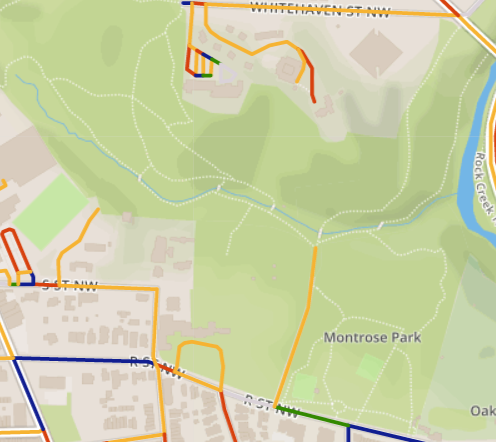 WHITEHAVEN ST NW
Rock Creek
S ST NW
Montrose Park
R ST NW
R ST NW
Oak